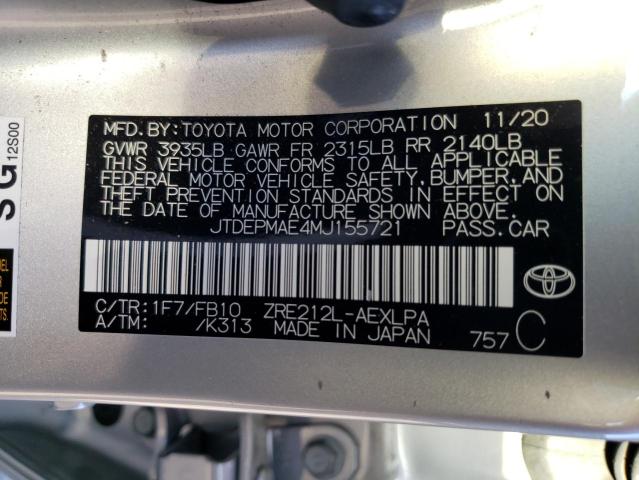 MFD. BY: TOYOTA MOTOR CORPORATION 11/20
GVWR 3935LB GAWR FR 2315LB RR 2140LB
THIS VEHICLE CONFORMS TO ALL APPLICABLE
FEDERAL MOTOR VEHICLE SAFETY, BUMPER, AND
THEFT PREVENTION STANDARDS IN EFFECT ON
THE DATE OF MANUFACTURE SHOWN ABOVE.
JTDEPMAE4MJ155721 PASS. CAR
C/TR: 1F7/FB10 ZRE212L-AEXLPA
A/TM: /K313 MADE IN JAPAN 757 C
12S00